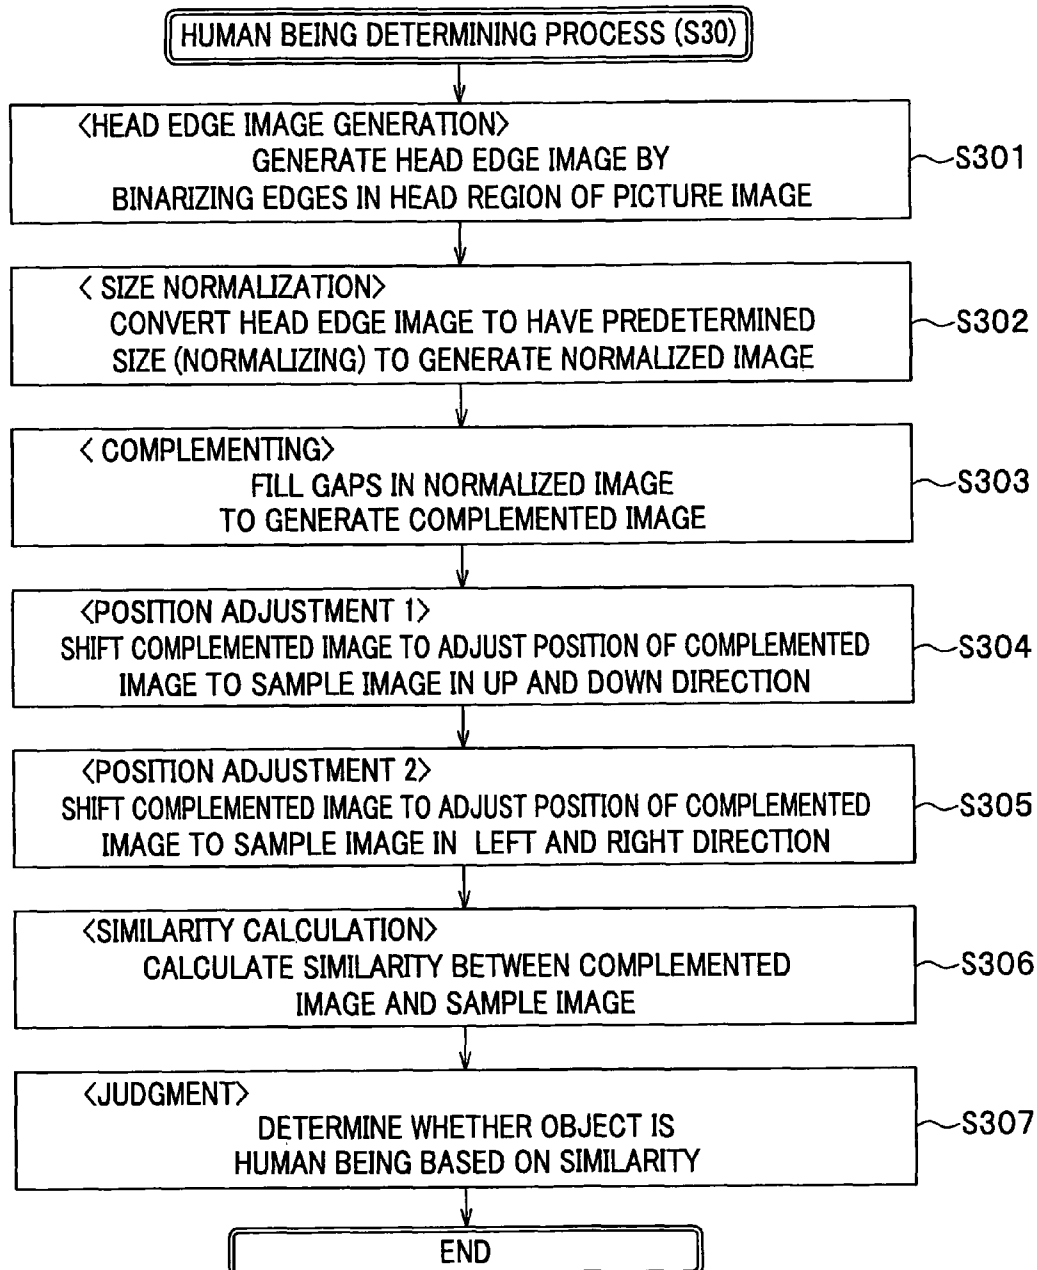 HUMAN BEING DETERMINING PROCESS (S30)
<HEAD EDGE IMAGE GENERATION>
GENERATE HEAD EDGE IMAGE BY
BINARIZING EDGES IN HEAD REGION OF PICTURE IMAGE
S301
< SIZE NORMALIZATION>
CONVERT HEAD EDGE IMAGE TO HAVE PREDETERMINED
SIZE (NORMALIZING) TO GENERATE NORMALIZED IMAGE
S302
< COMPLEMENTING>
FILL GAPS IN NORMALIZED IMAGE
TO GENERATE COMPLEMENTED IMAGE
S303
<POSITION ADJUSTMENT 1>
SHIFT COMPLEMENTED IMAGE TO ADJUST POSITION OF COMPLEMENTED
IMAGE TO SAMPLE IMAGE IN UP AND DOWN DIRECTION
S304
<POSITION ADJUSTMENT 2>
SHIFT COMPLEMENTED IMAGE TO ADJUST POSITION OF COMPLEMENTED
IMAGE TO SAMPLE IMAGE IN LEFT AND RIGHT DIRECTION
S305
<SIMILARITY CALCULATION>
CALCULATE SIMILARITY BETWEEN COMPLEMENTED
IMAGE AND SAMPLE IMAGE
S306
<JUDGMENT>
DETERMINE WHETHER OBJECT IS
HUMAN BEING BASED ON SIMILARITY
S307
END